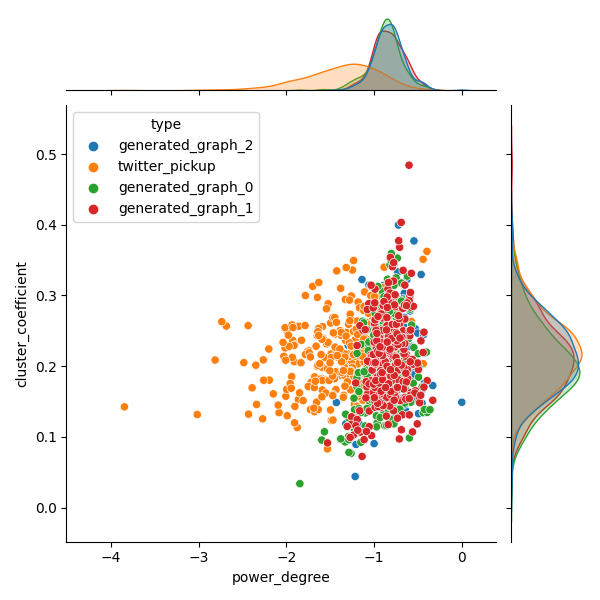 type
generated_graph_2
twitter_pickup
generated_graph_0
generated_graph_1
cluster_coefficient
0.5
0.4
0.3
0.2
0.1
0.0
−4
−3
−2
−1
0
power_degree